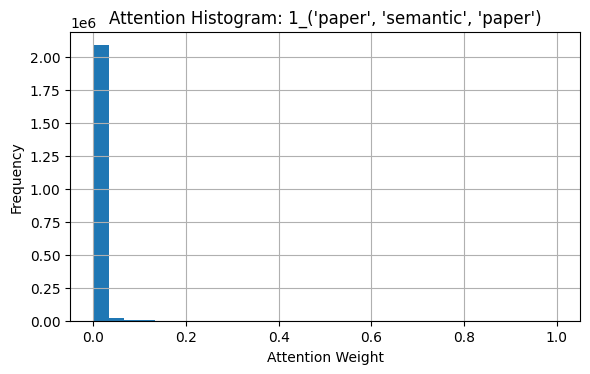 Attention Histogram: 1_('paper', 'semantic', 'paper')
1e6
2.00
1.75
1.50
1.25
1.00
0.75
0.50
0.25
0.00
Frequency
0.0 0.2 0.4 0.6 0.8 1.0
Attention Weight